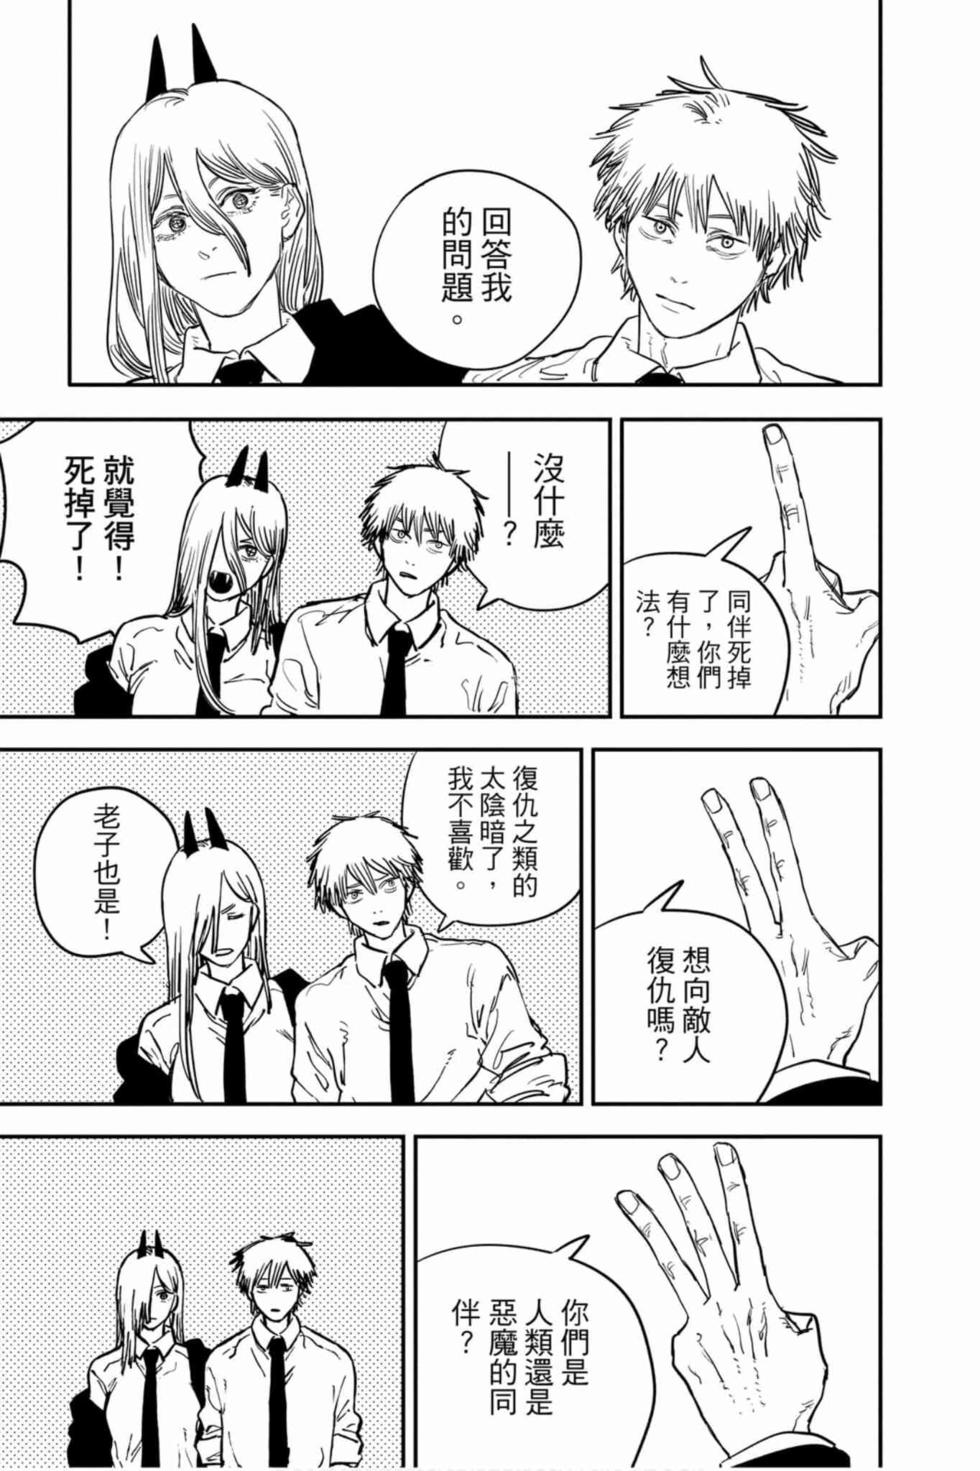 回答我
的問題。
同伴死掉
了，你們
有什麼想
法？
沒什麼
——？
就覺得！
死掉了！
想向敵人
復仇嗎？
復仇之類的
太陰暗了，
我不喜歡。
老子也是！
你們是
人類還是
惡魔的同
伴？